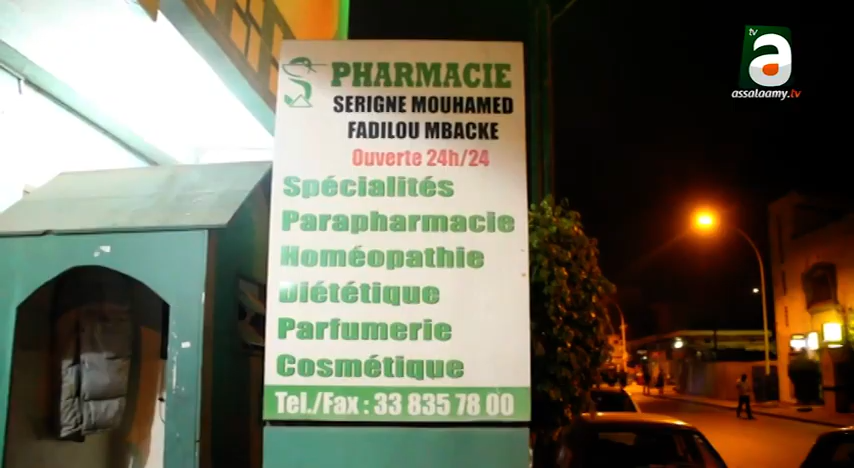 PHARMACIE
SERIGNE MOUHAMED
FADILOU MBACKE
Ouverte 24h/24
Spécialités
Parapharmacie
Homéopathie
Diététique
Parfumerie
Cosmétique
Tel./Fax : 33 835 78 00
tv
a
assalaamy.tv